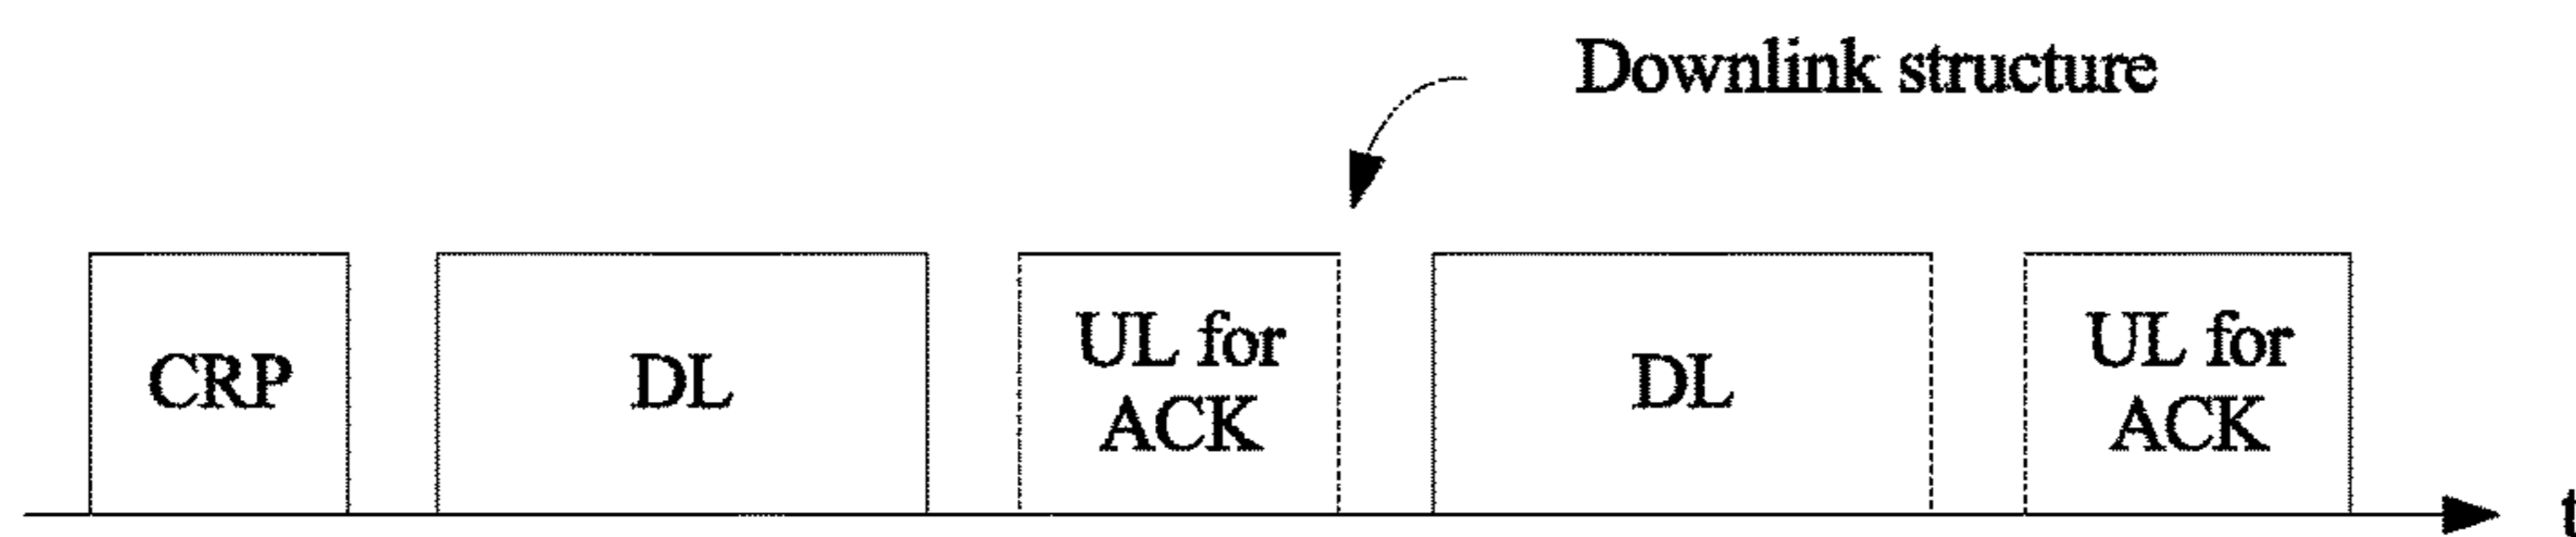 Downlink structure
CRP
DL
UL for
ACK
DL
UL for
ACK
t